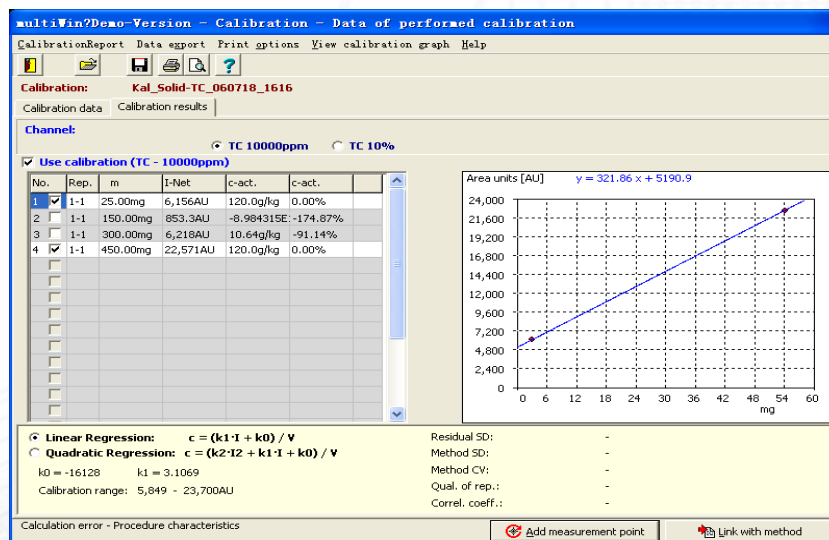 multiWin?Demo-Version - Calibration - Data of performed calibration
CalibrationReport Data export Print options View calibration graph Help
Calibration: Kal_Solid-TC_060718_1616
Calibration data Calibration results
Channel:
TC 10000ppm TC 10%
Use calibration (TC - 10000ppm)
No. Rep. m I-Net c-act. c-act.
1 1-1 25.00mg 6,156AU 120.0g/kg 0.00%
2 1-1 150.00mg 853.3AU -8.984315E: -174.87%
3 1-1 300.00mg 6,218AU 10.64g/kg -91.14%
4 1-1 450.00mg 22,571AU 120.0g/kg 0.00%
Area units [AU] y = 321.86 x + 5190.9
24,000
21,600
19,200
16,800
14,400
12,000
9,600
7,200
4,800
2,400
0
0 6 12 18 24 30 36 42 48 54 60
mg
Linear Regression: c = (k1·I + k0) / V
Quadratic Regression: c = (k2·I2 + k1·I + k0) / V
k0 = -16128 k1 = 3.1069
Calibration range: 5,849 - 23,700AU
Residual SD: -
Method SD: -
Method CV: -
Qual. of rep.: -
Correl. coeff.: -
Calculation error - Procedure characteristics
Add measurement point
Link with method